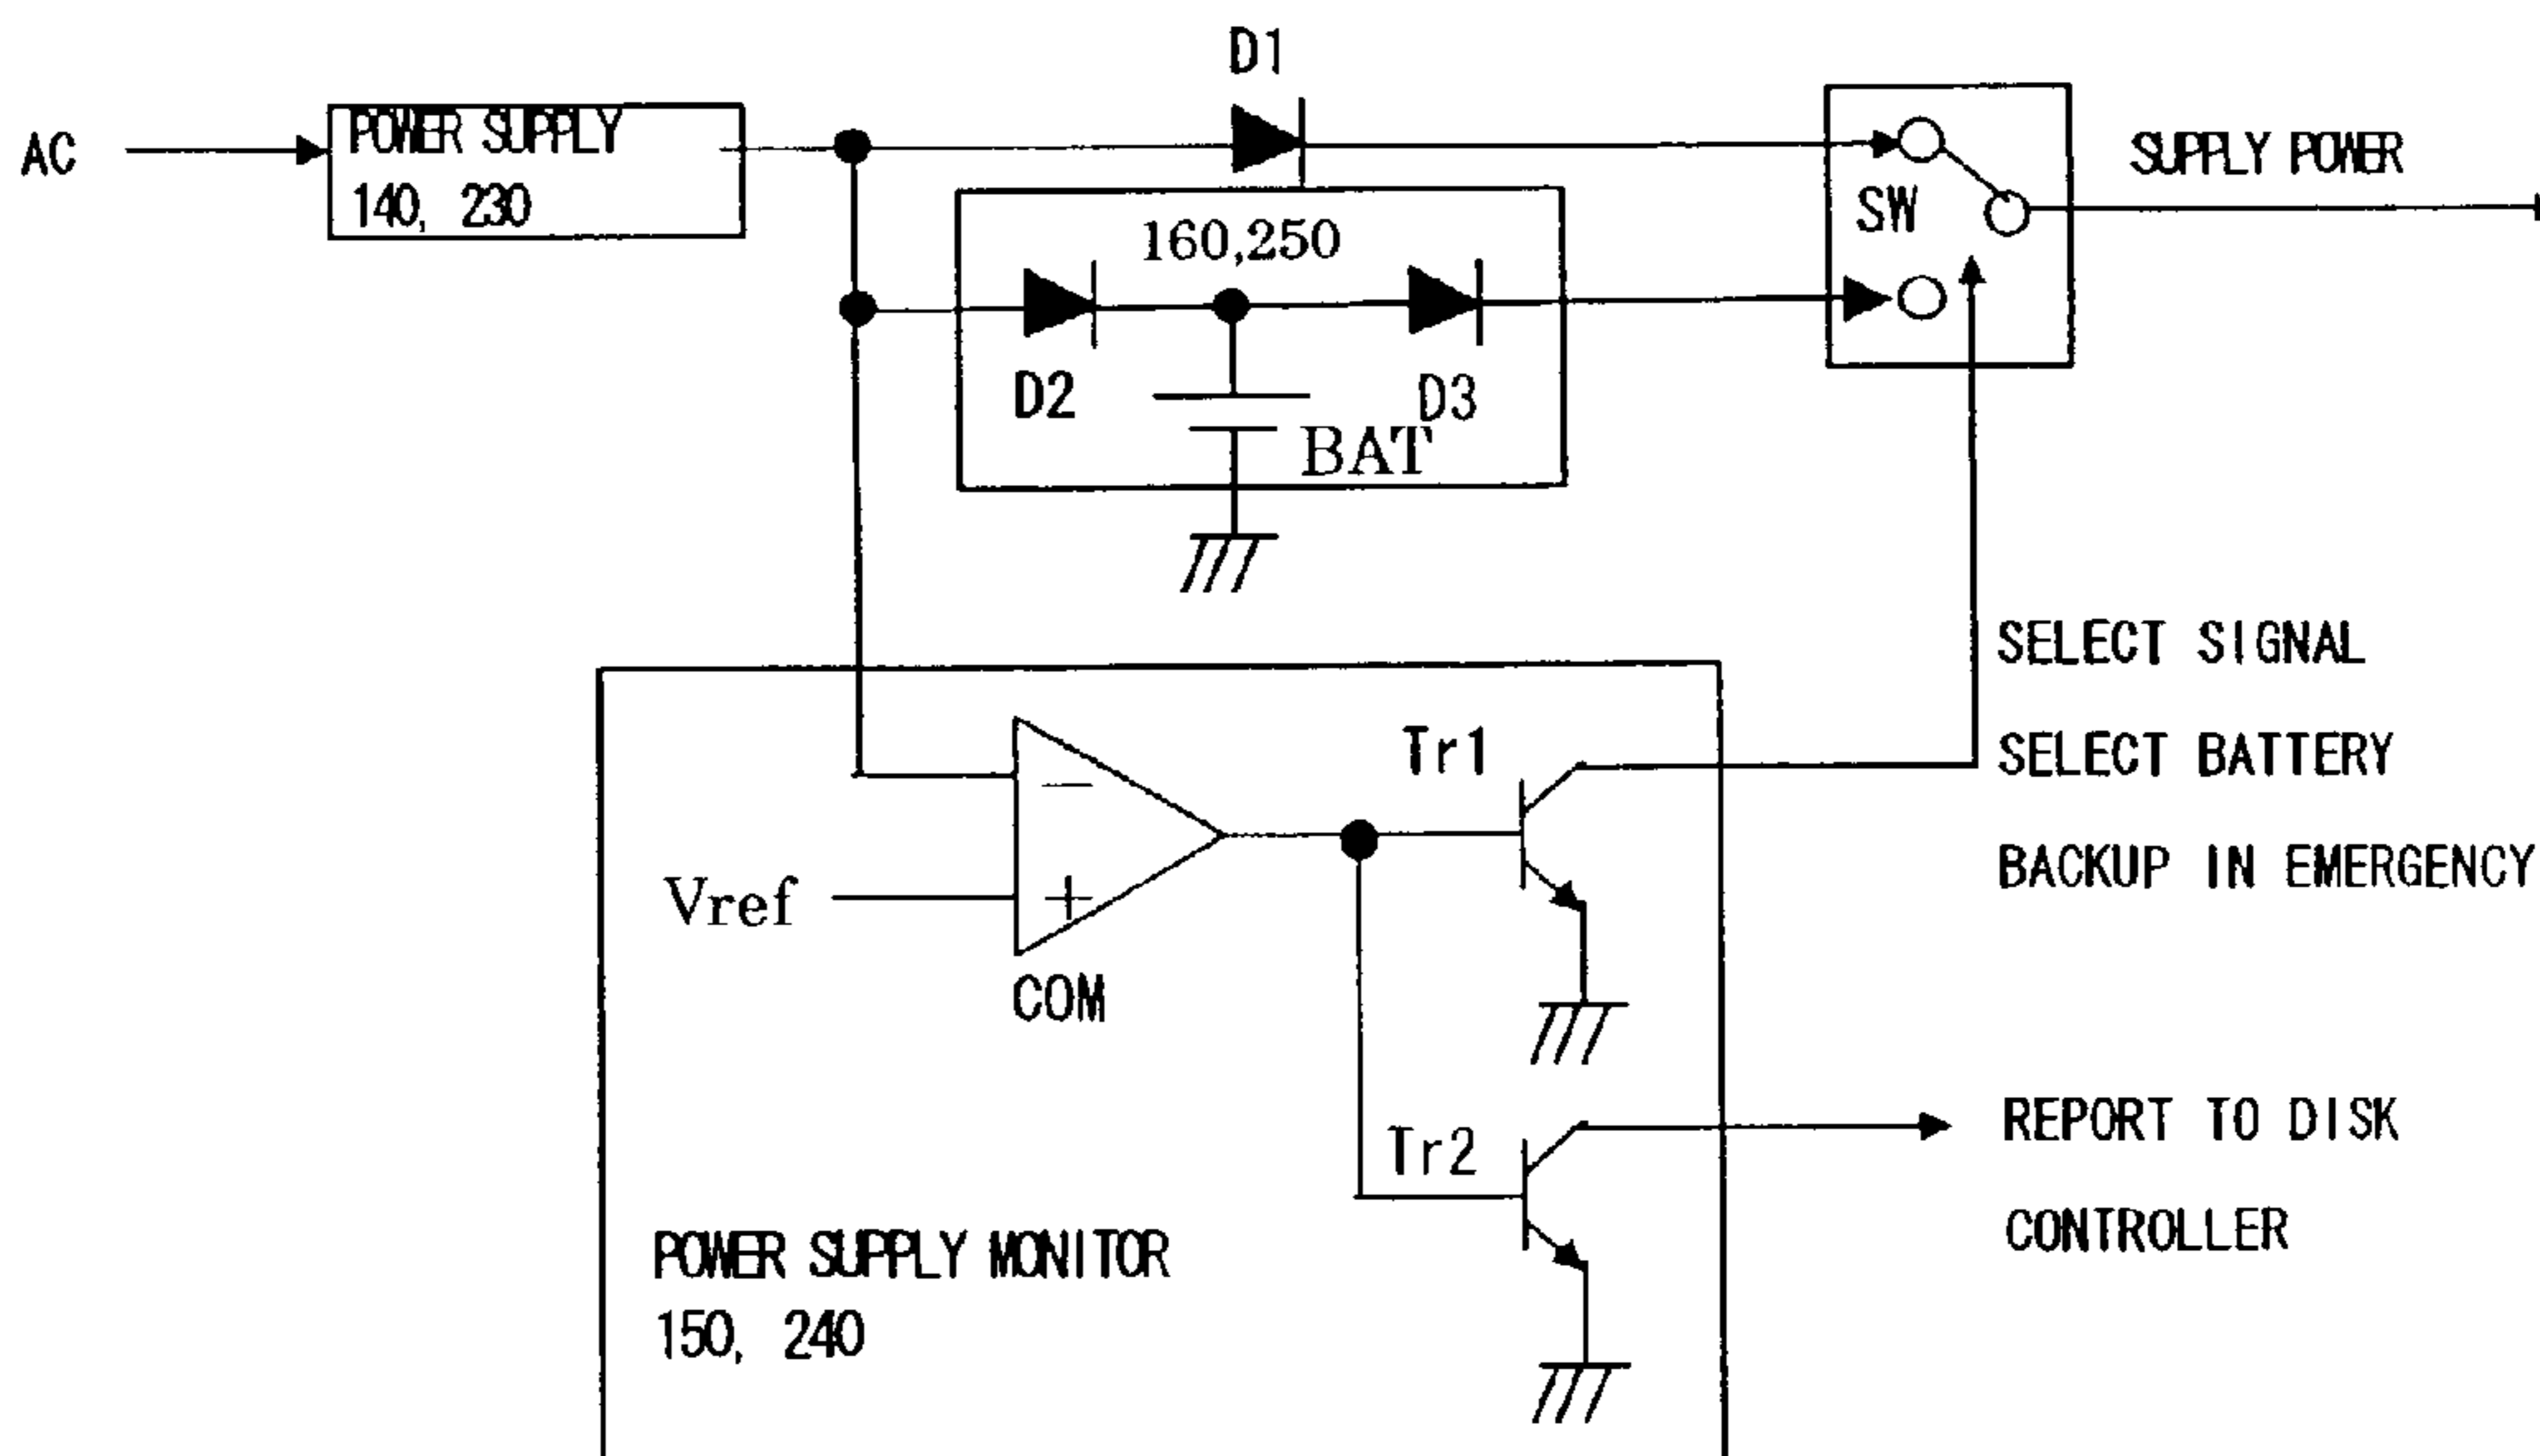 D1
AC
POWER SUPPLY
140, 230
SUPPLY POWER
SW
160,250
D2
D3
BAT
SELECT SIGNAL
SELECT BATTERY
BACKUP IN EMERGENCY
Tr1
−
Vref
+
COM
Tr2
REPORT TO DISK
CONTROLLER
POWER SUPPLY MONITOR
150, 240